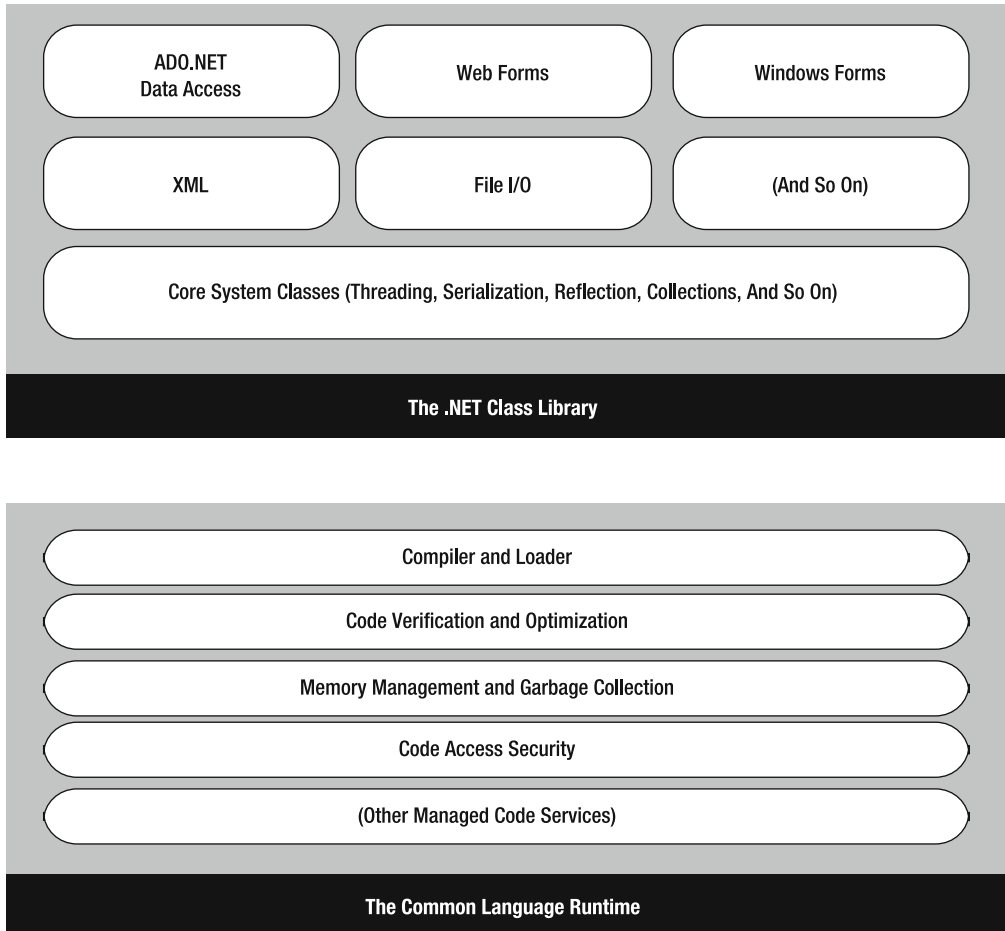 ADO.NET
Data Access
Web Forms
Windows Forms
XML
File I/O
(And So On)
Core System Classes (Threading, Serialization, Reflection, Collections, And So On)
The .NET Class Library
Compiler and Loader
Code Verification and Optimization
Memory Management and Garbage Collection
Code Access Security
(Other Managed Code Services)
The Common Language Runtime